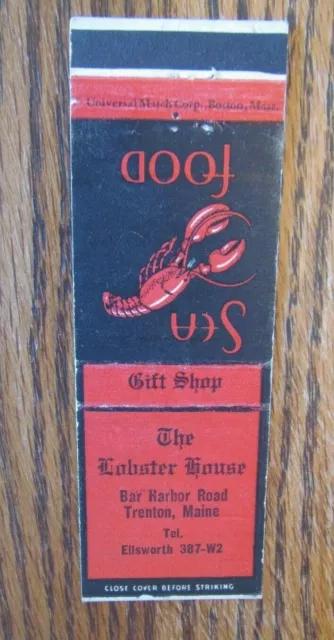 Universal Match Corp., Boston, Mass.
SEA
FOOD
Gift Shop
The
Lobster House
Bar Harbor Road
Trenton, Maine
Tel.
Ellsworth 387-W2
CLOSE COVER BEFORE STRIKING